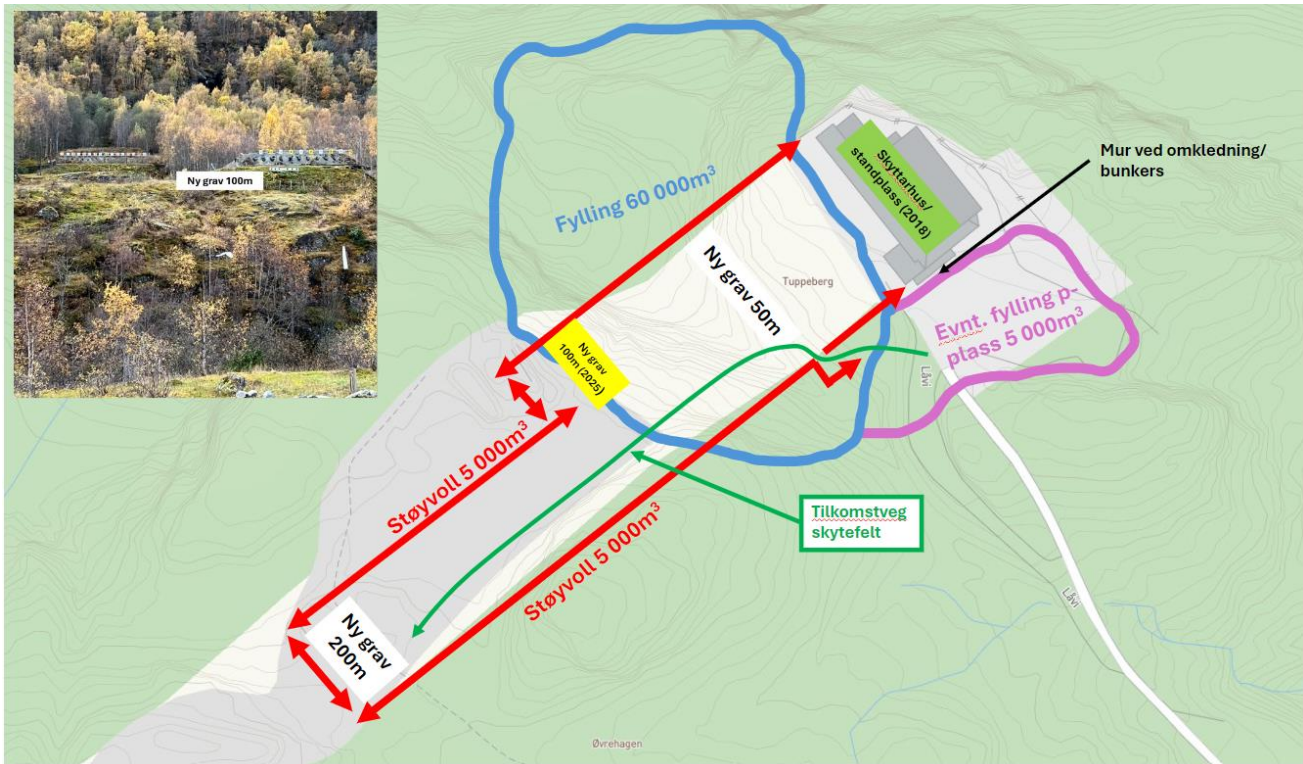 Ny grav 100m
Fylling 60 000m³
Skyttarhus/
standplass (2018)
Mur ved omkledning/
bunkers
Ny grav 50m
Tuppeberg
Evnt. fylling p-
plass 5 000m³
Ny grav
100m (2025)
Låvi
Støyvoll 5 000m³
Tilkomstveg
skytefelt
Støyvoll 5 000m³
Låvi
Ny grav
200m
Øvrehagen